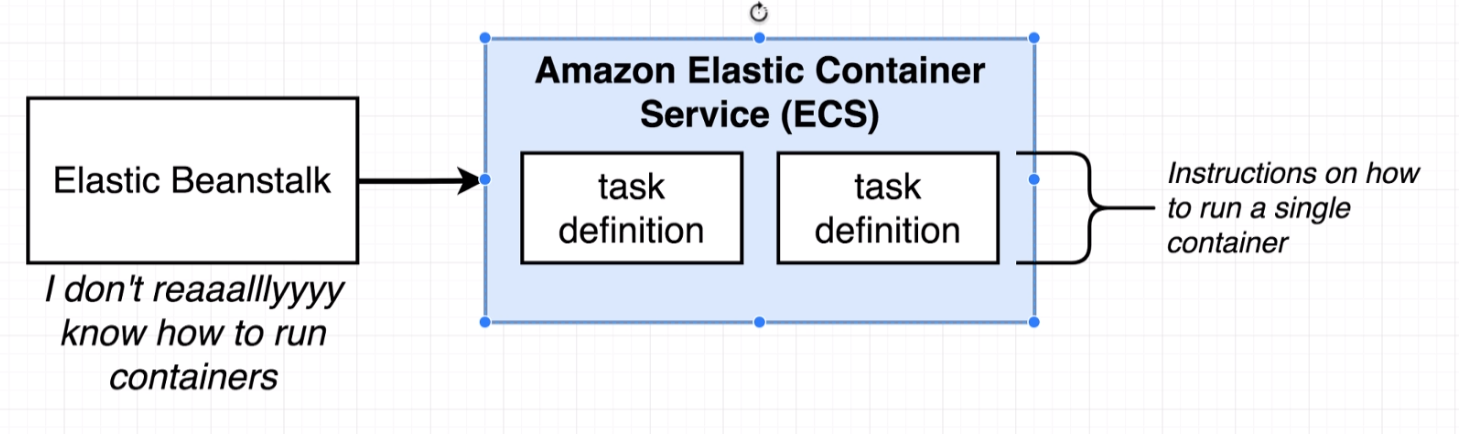 Amazon Elastic Container
Service (ECS)
Elastic Beanstalk
task
definition
task
definition
Instructions on how
to run a single
container
I don't reaaalllyyyy
know how to run
containers